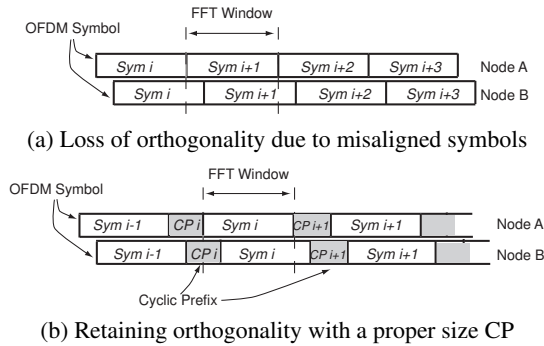 FFT Window
OFDM Symbol
Sym i Sym i+1 Sym i+2 Sym i+3 Node A
Sym i Sym i+1 Sym i+2 Sym i+3 Node B
(a) Loss of orthogonality due to misaligned symbols
FFT Window
OFDM Symbol
Sym i-1 CP i Sym i CP i+1 Sym i+1 Node A
Sym i-1 CP i Sym i CP i+1 Sym i+1 Node B
Cyclic Prefix
(b) Retaining orthogonality with a proper size CP